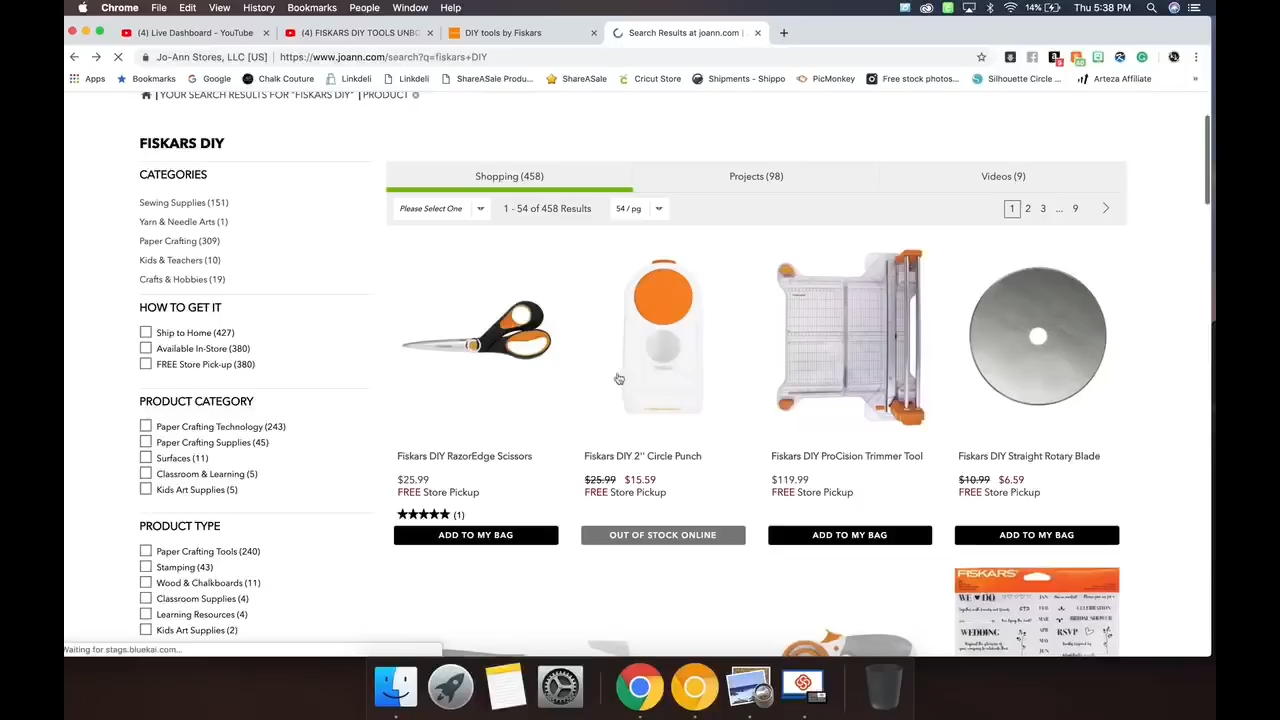 Chrome File Edit View History Bookmarks People Window Help 14% Thu 5:38 PM
(4) Live Dashboard - YouTube (4) FISKARS DIY TOOLS UNBO DIY tools by Fiskars Search Results at joann.com |
Jo-Ann Stores, LLC [US] https://www.joann.com/search?q=fiskars+DIY
Apps Bookmarks Google Chalk Couture Linkdeli Linkdeli ShareASale Produ... ShareASale Cricut Store Shipments - Shippo PicMonkey Free stock photos... Silhouette Circle ... Arteza Affiliate
YOUR SEARCH RESULTS FOR "FISKARS DIY" PRODUCT
FISKARS DIY
CATEGORIES
Sewing Supplies (151)
Yarn & Needle Arts (1)
Paper Crafting (309)
Kids & Teachers (10)
Crafts & Hobbies (19)
HOW TO GET IT
Ship to Home (427)
Available In-Store (380)
FREE Store Pick-up (380)
PRODUCT CATEGORY
Paper Crafting Technology (243)
Paper Crafting Supplies (45)
Surfaces (11)
Classroom & Learning (5)
Kids Art Supplies (5)
PRODUCT TYPE
Paper Crafting Tools (240)
Stamping (43)
Wood & Chalkboards (11)
Classroom Supplies (4)
Learning Resources (4)
Kids Art Supplies (2)
Shopping (458) Projects (98) Videos (9)
Please Select One 1 - 54 of 458 Results 54 / pg 1 2 3 ... 9
Fiskars DIY RazorEdge Scissors
$25.99
FREE Store Pickup
(1)
ADD TO MY BAG
Fiskars DIY 2'' Circle Punch
$25.99 $15.59
FREE Store Pickup
OUT OF STOCK ONLINE
Fiskars DIY ProCision Trimmer Tool
$119.99
FREE Store Pickup
ADD TO MY BAG
Fiskars DIY Straight Rotary Blade
$10.99 $6.59
FREE Store Pickup
ADD TO MY BAG
FISKARS
WE DO
JAN
FEB
MAR CELEBRATION
APR BRIDAL SHOWER
WEDDING MAY RSVP
Waiting for stags.bluekai.com...